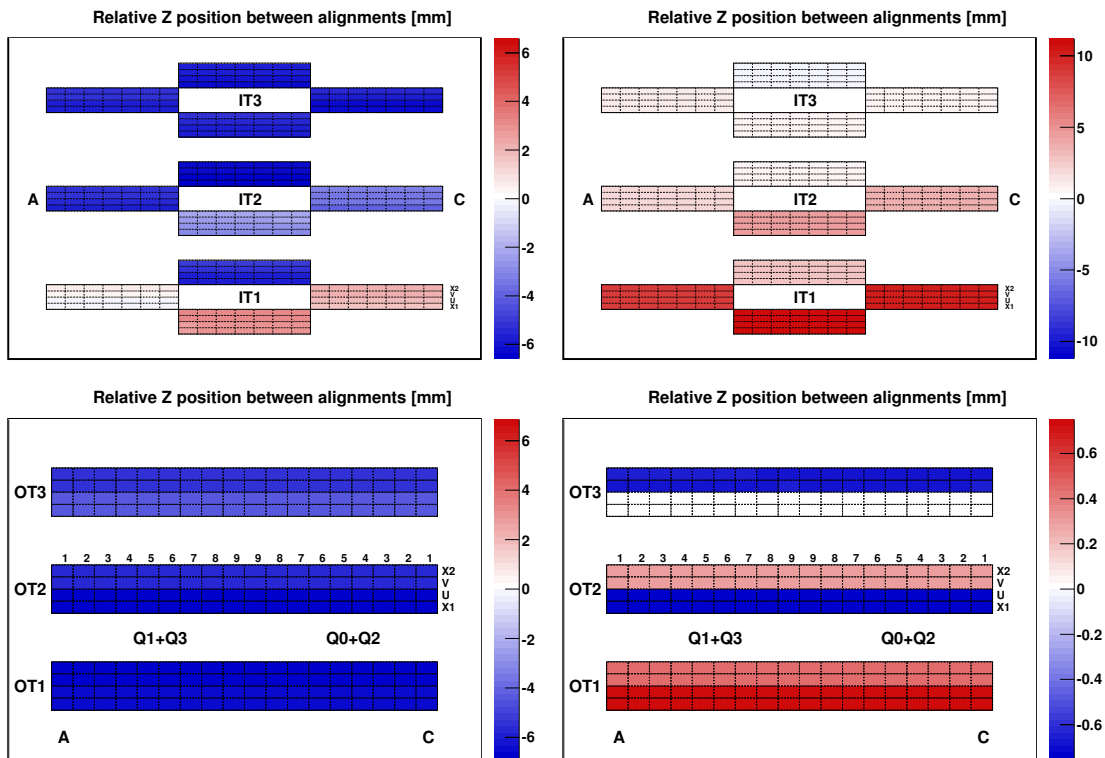 Relative Z position between alignments [mm]
IT3
A
IT2
C
IT1
X2
V
U
X1
6
4
2
0
-2
-4
-6
Relative Z position between alignments [mm]
IT3
A
IT2
C
IT1
X2
V
U
X1
10
5
0
-5
-10
Relative Z position between alignments [mm]
OT3
1 2 3 4 5 6 7 8 9 9 8 7 6 5 4 3 2 1
OT2
X2
V
U
X1
Q1+Q3 Q0+Q2
OT1
A C
6
4
2
0
-2
-4
-6
Relative Z position between alignments [mm]
OT3
1 2 3 4 5 6 7 8 9 9 8 7 6 5 4 3 2 1
OT2
X2
V
U
X1
Q1+Q3 Q0+Q2
OT1
A C
0.6
0.4
0.2
0
-0.2
-0.4
-0.6